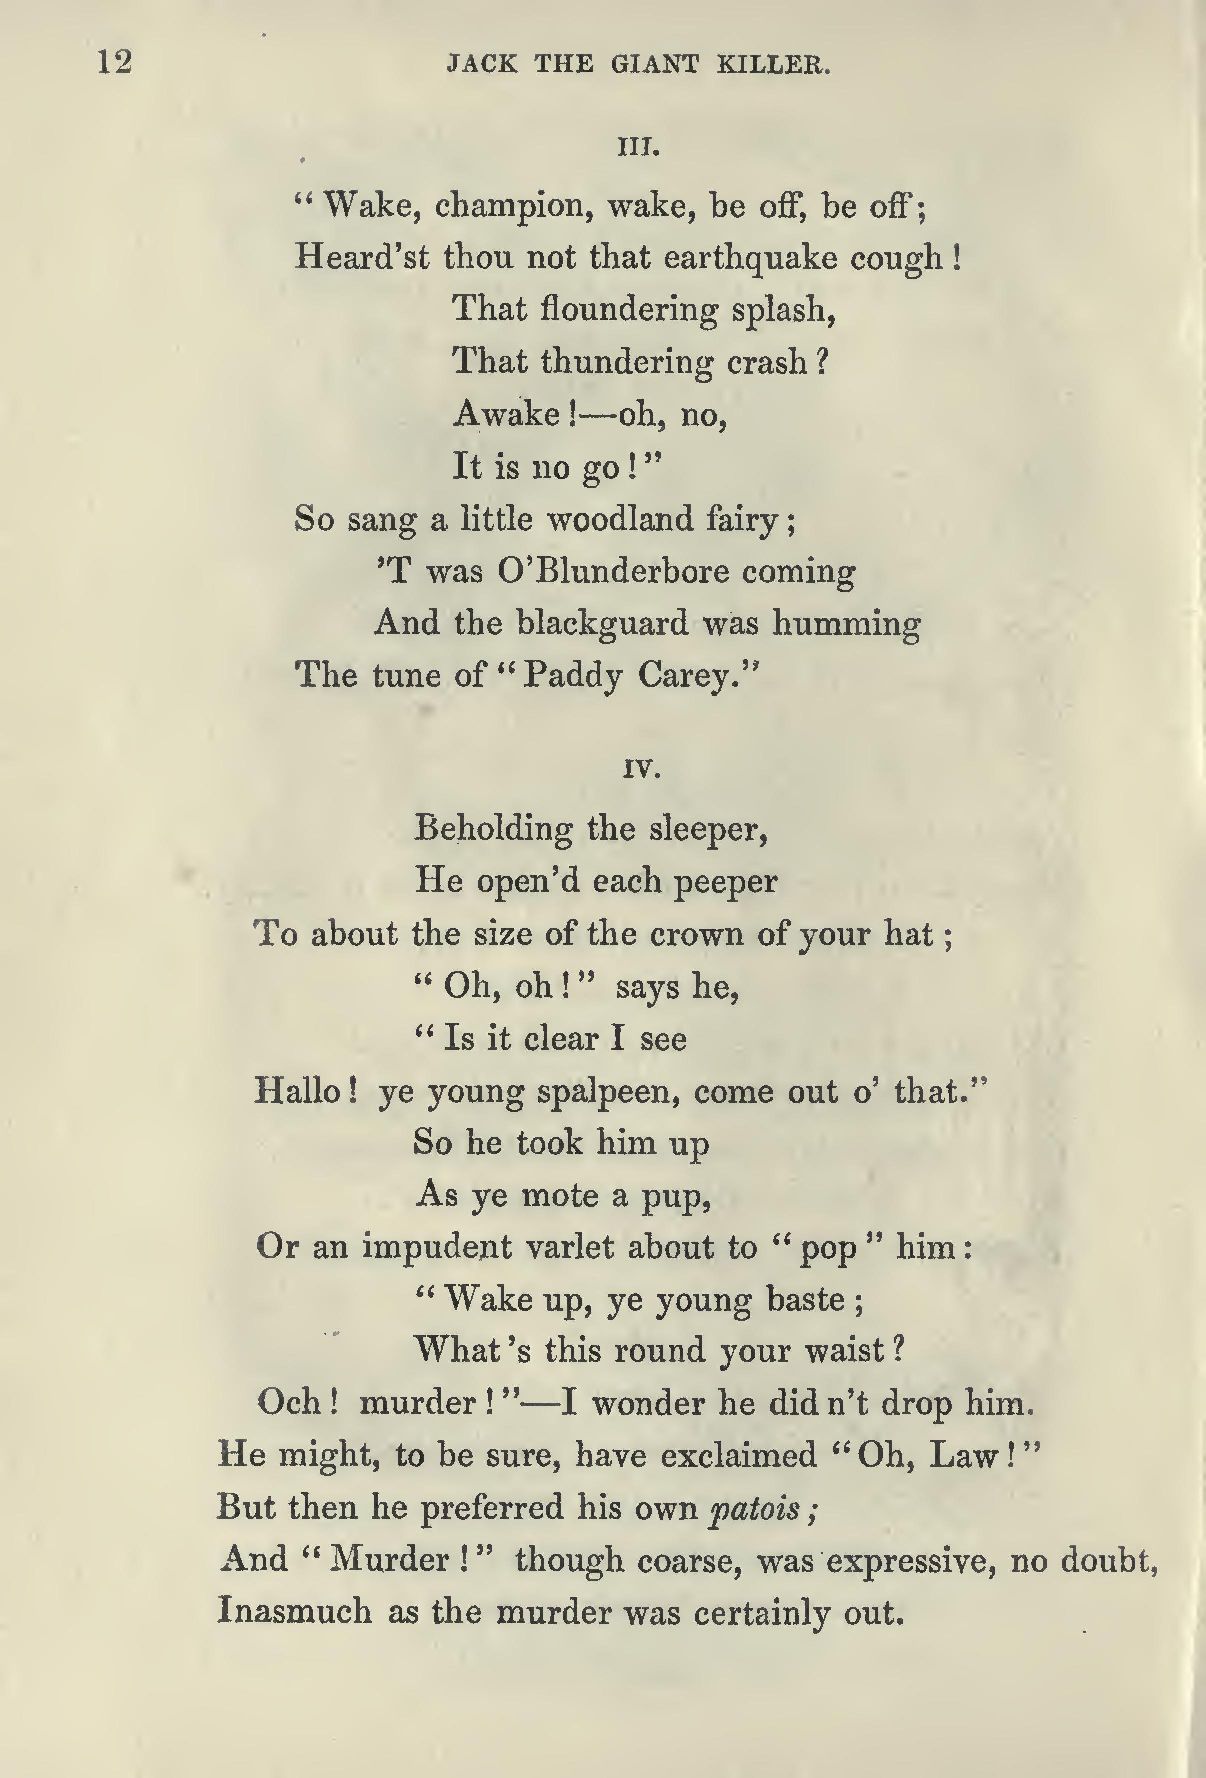 12 JACK THE GIANT KILLER.
III.
“ Wake, champion, wake, be off, be off;
Heard’st thou not that earthquake cough !
That floundering splash,
That thundering crash ?
Awake !—oh, no,
It is no go ! ”
So sang a little woodland fairy ;
’T was O’Blunderbore coming
And the blackguard was humming
The tune of “ Paddy Carey.”
IV.
Beholding the sleeper,
He open’d each peeper
To about the size of the crown of your hat ;
“ Oh, oh ! ” says he,
“ Is it clear I see
Hallo ! ye young spalpeen, come out o’ that.”
So he took him up
As ye mote a pup,
Or an impudent varlet about to “ pop ” him :
“ Wake up, ye young baste ;
What ’s this round your waist ?
Och ! murder ! ”—I wonder he did n’t drop him.
He might, to be sure, have exclaimed “ Oh, Law ! ”
But then he preferred his own patois ;
And “ Murder ! ” though coarse, was expressive, no doubt,
Inasmuch as the murder was certainly out.